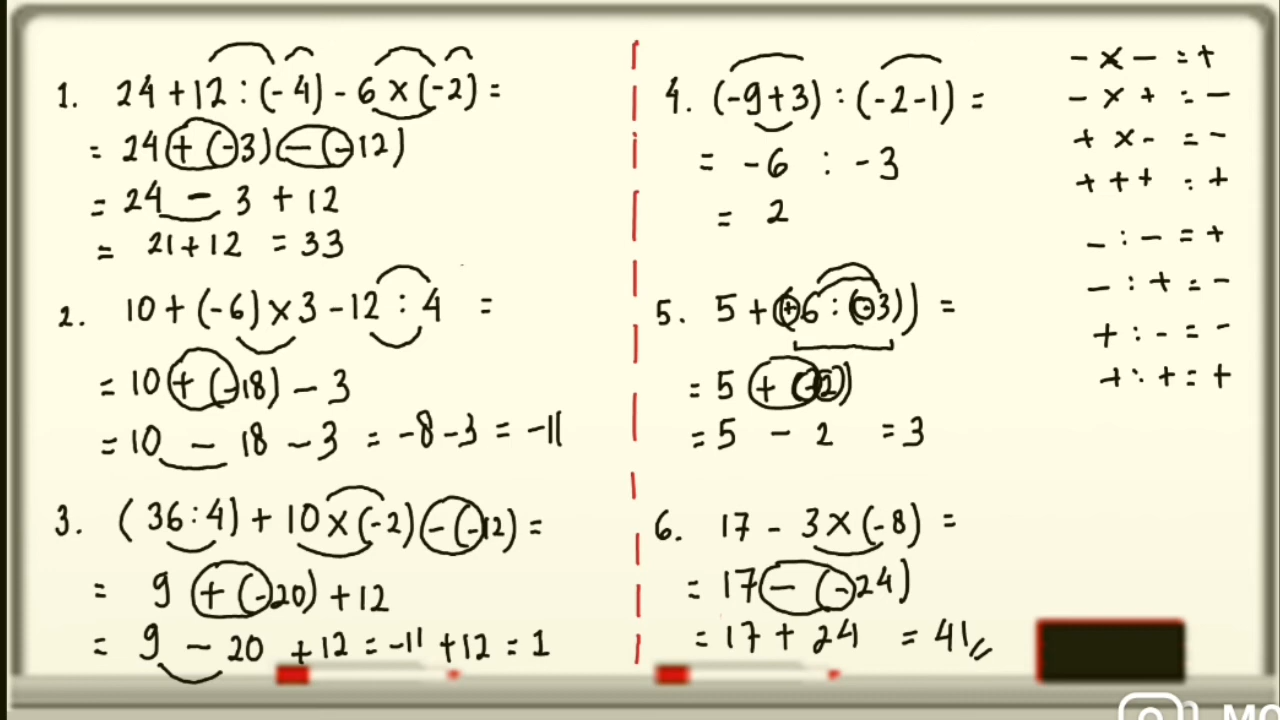 1. 24 + 12 : (-4) - 6 × (-2) =
= 24 + (-3) - (-12)
= 24 - 3 + 12
= 21 + 12 = 33
2. 10 + (-6) × 3 - 12 : 4 =
= 10 + (-18) - 3
= 10 - 18 - 3 = -8 - 3 = -11
3. (36 : 4) + 10 × (-2) - (-12) =
= 9 + (-20) + 12
= 9 - 20 + 12 = -11 + 12 = 1
4. (-9 + 3) : (-2 - 1) =
= -6 : -3
= 2
5. 5 + (+6 : (-3)) =
= 5 + (-2)
= 5 - 2 = 3
6. 17 - 3 × (-8) =
= 17 - (-24)
= 17 + 24 = 41
- × - = +
- × + = -
+ × - = -
+ + + = +
- : - = +
- : + = -
+ : - = -
+ : + = +